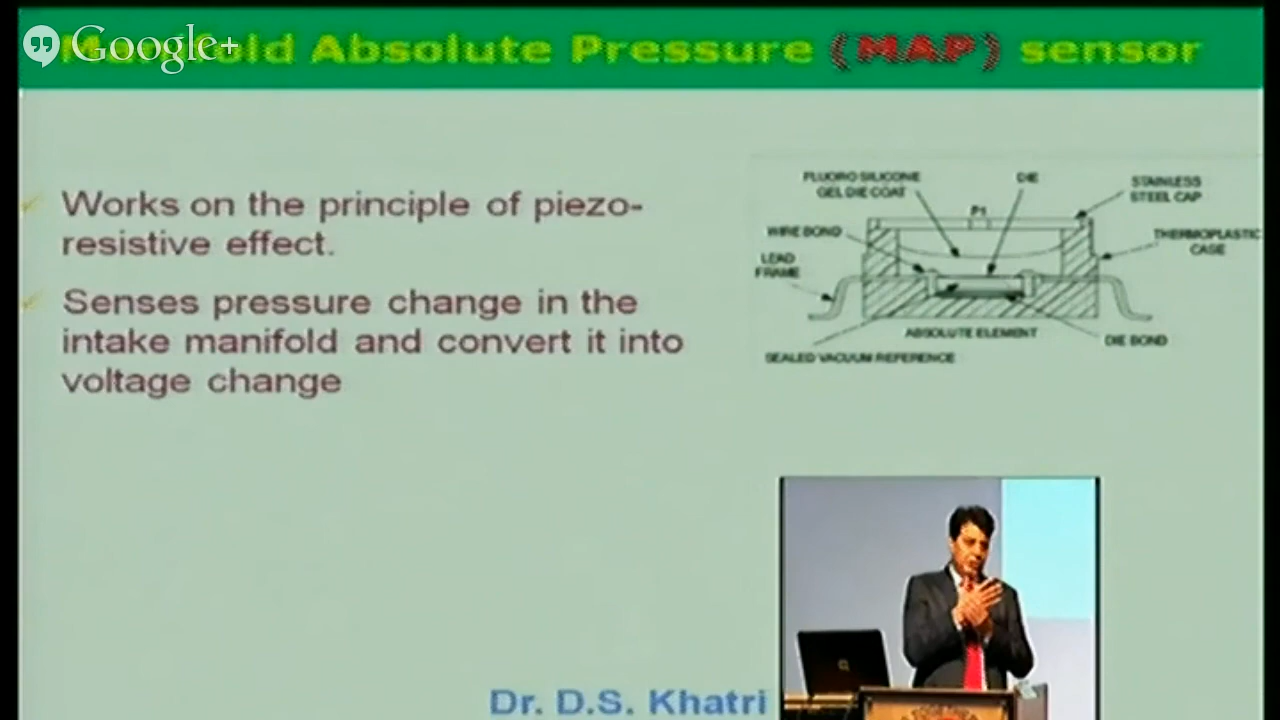 Google+
Manifold Absolute Pressure (MAP) sensor
Works on the principle of piezo-
resistive effect.
Senses pressure change in the
intake manifold and convert it into
voltage change
FLUORO SILICONE
GEL DIE COAT
DIE
STAINLESS
STEEL CAP
P1
WIRE BOND
THERMOPLASTIC
CASE
LEAD
FRAME
ABSOLUTE ELEMENT
DIE BOND
SEALED VACUUM REFERENCE
Dr. D.S. Khatri